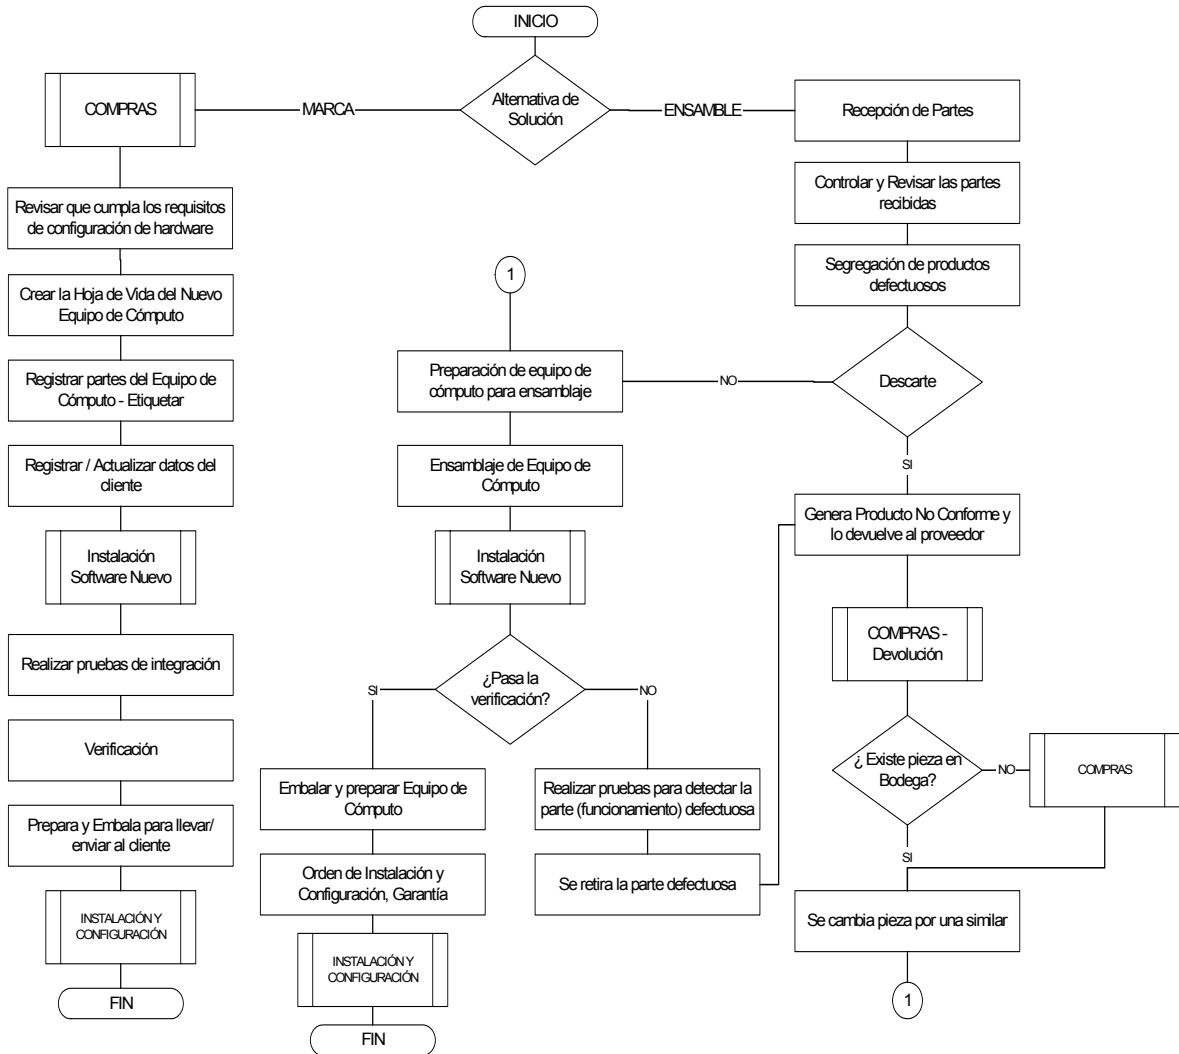 INICIO
Alternativa de
Solución
MARCA
ENSAMBLE
COMPRAS
Revisar que cumpla los requisitos
de configuración de hardware
Crear la Hoja de Vida del Nuevo
Equipo de Cómputo
Registrar partes del Equipo de
Cómputo - Etiquetar
Registrar / Actualizar datos del
cliente
Instalación
Software Nuevo
Realizar pruebas de integración
Verificación
Prepara y Embala para llevar/
enviar al cliente
INSTALACIÓN Y
CONFIGURACIÓN
FIN
Recepción de Partes
Controlar y Revisar las partes
recibidas
Segregación de productos
defectuosos
Descarte
NO
SI
1
Preparación de equipo de
cómputo para ensamblaje
Ensamblaje de Equipo de
Cómputo
Instalación
Software Nuevo
¿Pasa la
verificación?
SI
NO
Embalar y preparar Equipo de
Cómputo
Orden de Instalación y
Configuración, Garantía
INSTALACIÓN Y
CONFIGURACIÓN
FIN
Realizar pruebas para detectar la
parte (funcionamiento) defectuosa
Se retira la parte defectuosa
Genera Producto No Conforme y
lo devuelve al proveedor
COMPRAS -
Devolución
¿ Existe pieza en
Bodega?
NO
COMPRAS
SI
Se cambia pieza por una similar
1